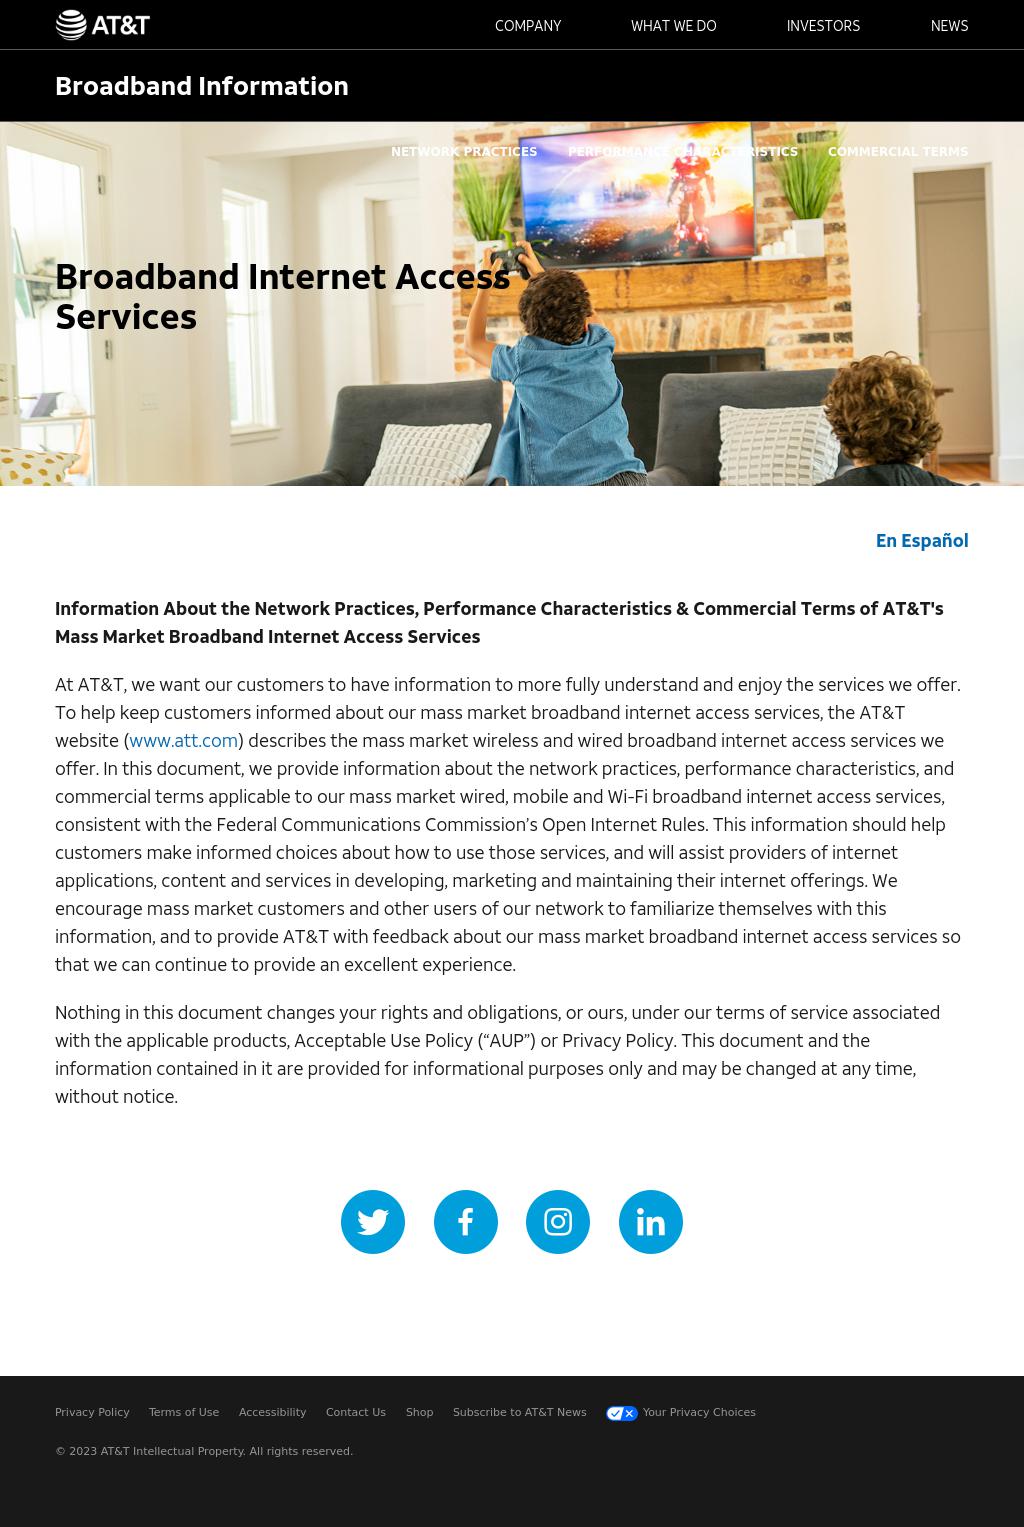 AT&T
COMPANY
WHAT WE DO
INVESTORS
NEWS
Broadband Information
NETWORK PRACTICES
PERFORMANCE CHARACTERISTICS
COMMERCIAL TERMS
Broadband Internet Access
Services
En Español
Information About the Network Practices, Performance Characteristics & Commercial Terms of AT&T's
Mass Market Broadband Internet Access Services
At AT&T, we want our customers to have information to more fully understand and enjoy the services we offer.
To help keep customers informed about our mass market broadband internet access services, the AT&T
website (www.att.com) describes the mass market wireless and wired broadband internet access services we
offer. In this document, we provide information about the network practices, performance characteristics, and
commercial terms applicable to our mass market wired, mobile and Wi-Fi broadband internet access services,
consistent with the Federal Communications Commission’s Open Internet Rules. This information should help
customers make informed choices about how to use those services, and will assist providers of internet
applications, content and services in developing, marketing and maintaining their internet offerings. We
encourage mass market customers and other users of our network to familiarize themselves with this
information, and to provide AT&T with feedback about our mass market broadband internet access services so
that we can continue to provide an excellent experience.
Nothing in this document changes your rights and obligations, or ours, under our terms of service associated
with the applicable products, Acceptable Use Policy (“AUP”) or Privacy Policy. This document and the
information contained in it are provided for informational purposes only and may be changed at any time,
without notice.
Privacy Policy
Terms of Use
Accessibility
Contact Us
Shop
Subscribe to AT&T News
Your Privacy Choices
© 2023 AT&T Intellectual Property. All rights reserved.